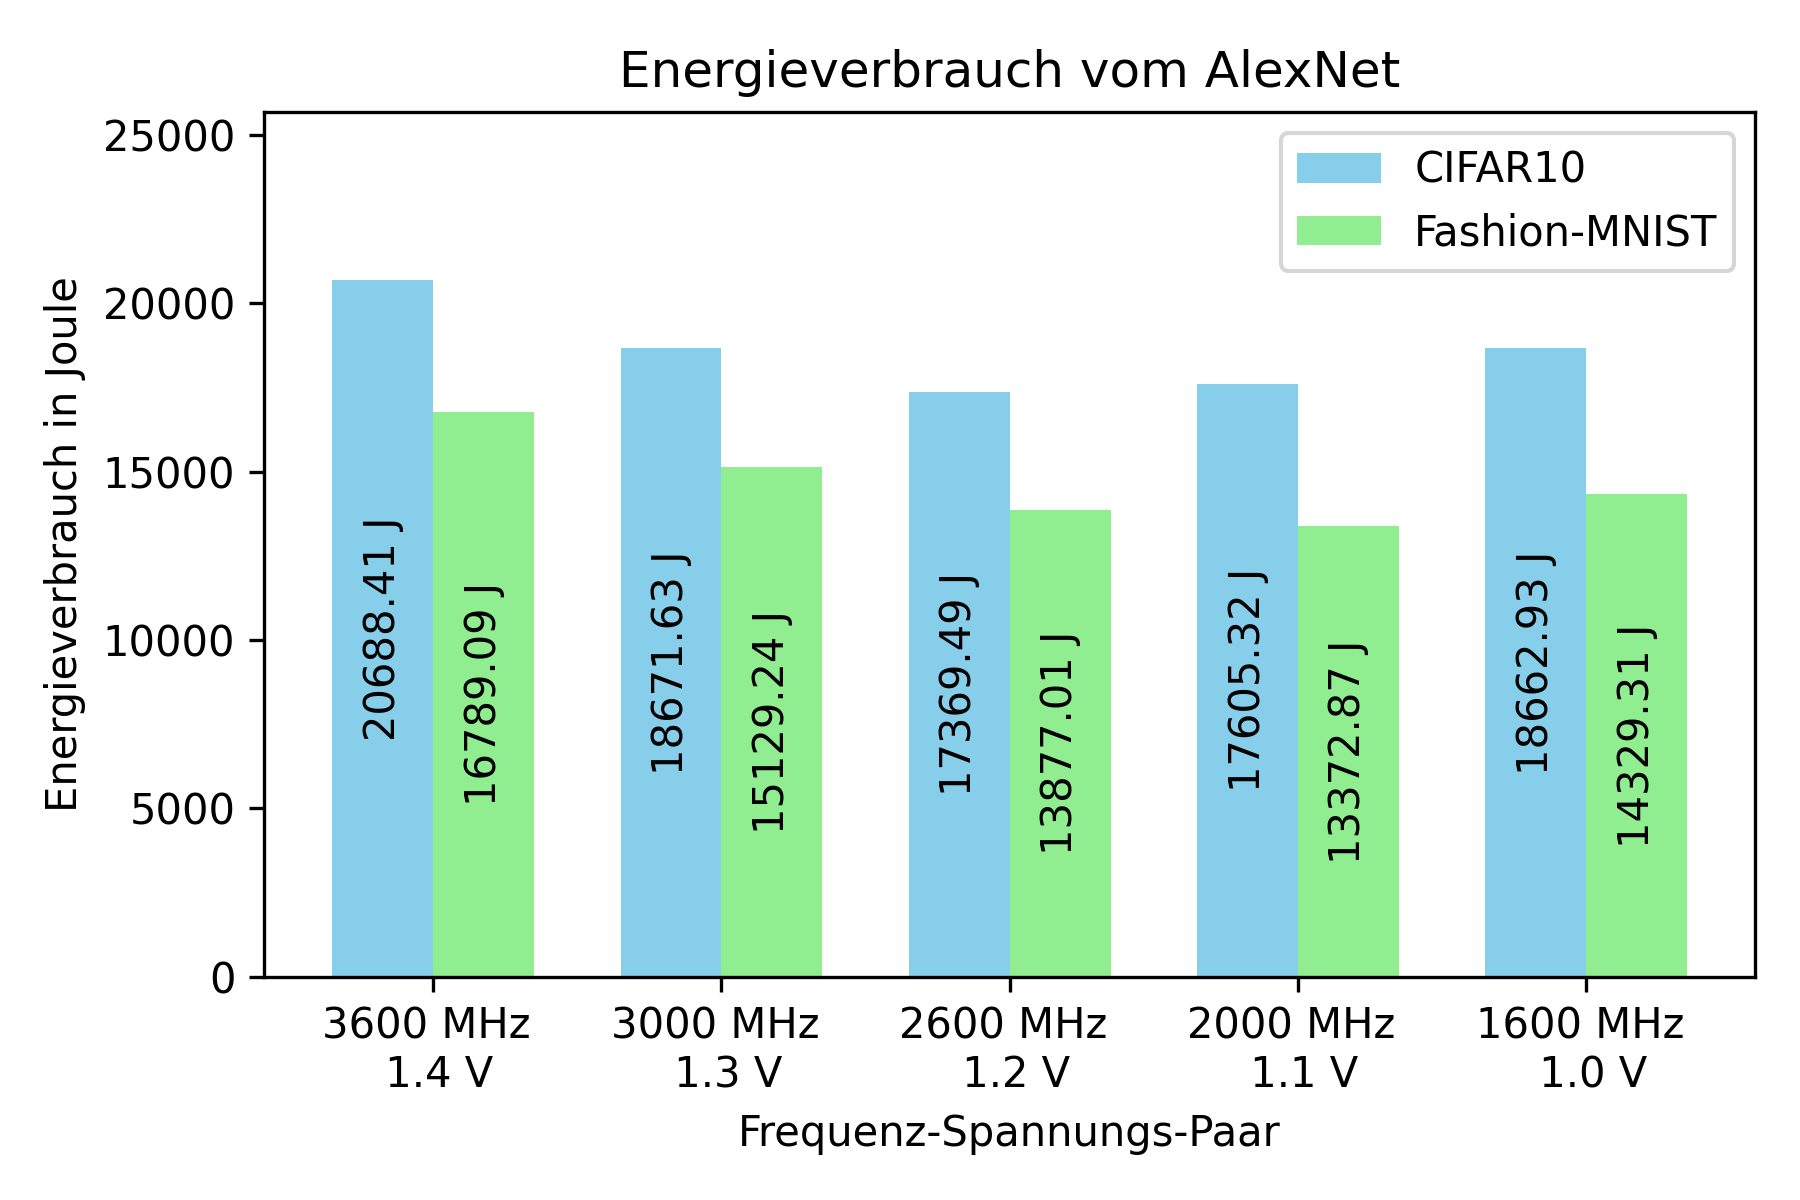 Energieverbrauch vom AlexNet
CIFAR10
Fashion-MNIST
Energieverbrauch in Joule
25000
20000
15000
10000
5000
0
20688.41 J
16789.09 J
18671.63 J
15129.24 J
17369.49 J
13877.01 J
17605.32 J
13372.87 J
18662.93 J
14329.31 J
3600 MHz
1.4 V
3000 MHz
1.3 V
2600 MHz
1.2 V
2000 MHz
1.1 V
1600 MHz
1.0 V
Frequenz-Spannungs-Paar